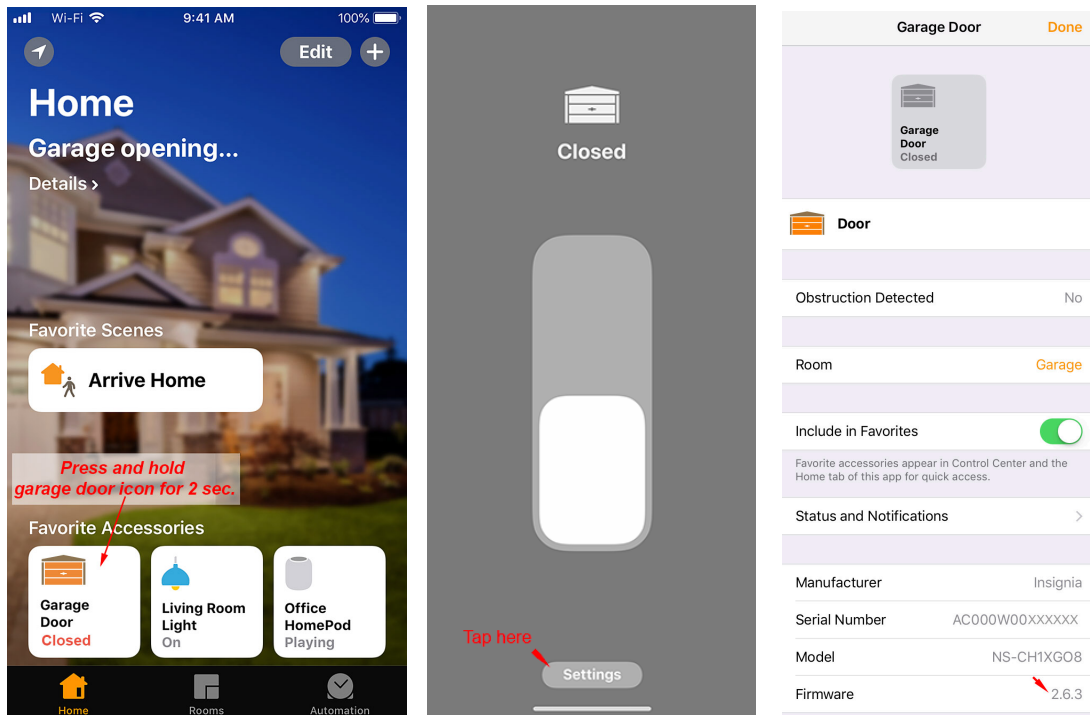 Wi-Fi
9:41 AM
100%
Edit
+
Home
Garage opening...
Details ›
Favorite Scenes
Arrive Home
Press and hold
garage door icon for 2 sec.
Favorite Accessories
Garage
Door
Closed
Living Room
Light
On
Office
HomePod
Playing
Home
Rooms
Automation
Closed
Tap here
Settings
Garage Door
Done
Garage
Door
Closed
Door
Obstruction Detected
No
Room
Garage
Include in Favorites
Favorite accessories appear in Control Center and the
Home tab of this app for quick access.
Status and Notifications
Manufacturer
Insignia
Serial Number
AC000W00XXXXXX
Model
NS-CH1XGO8
Firmware
2.6.3